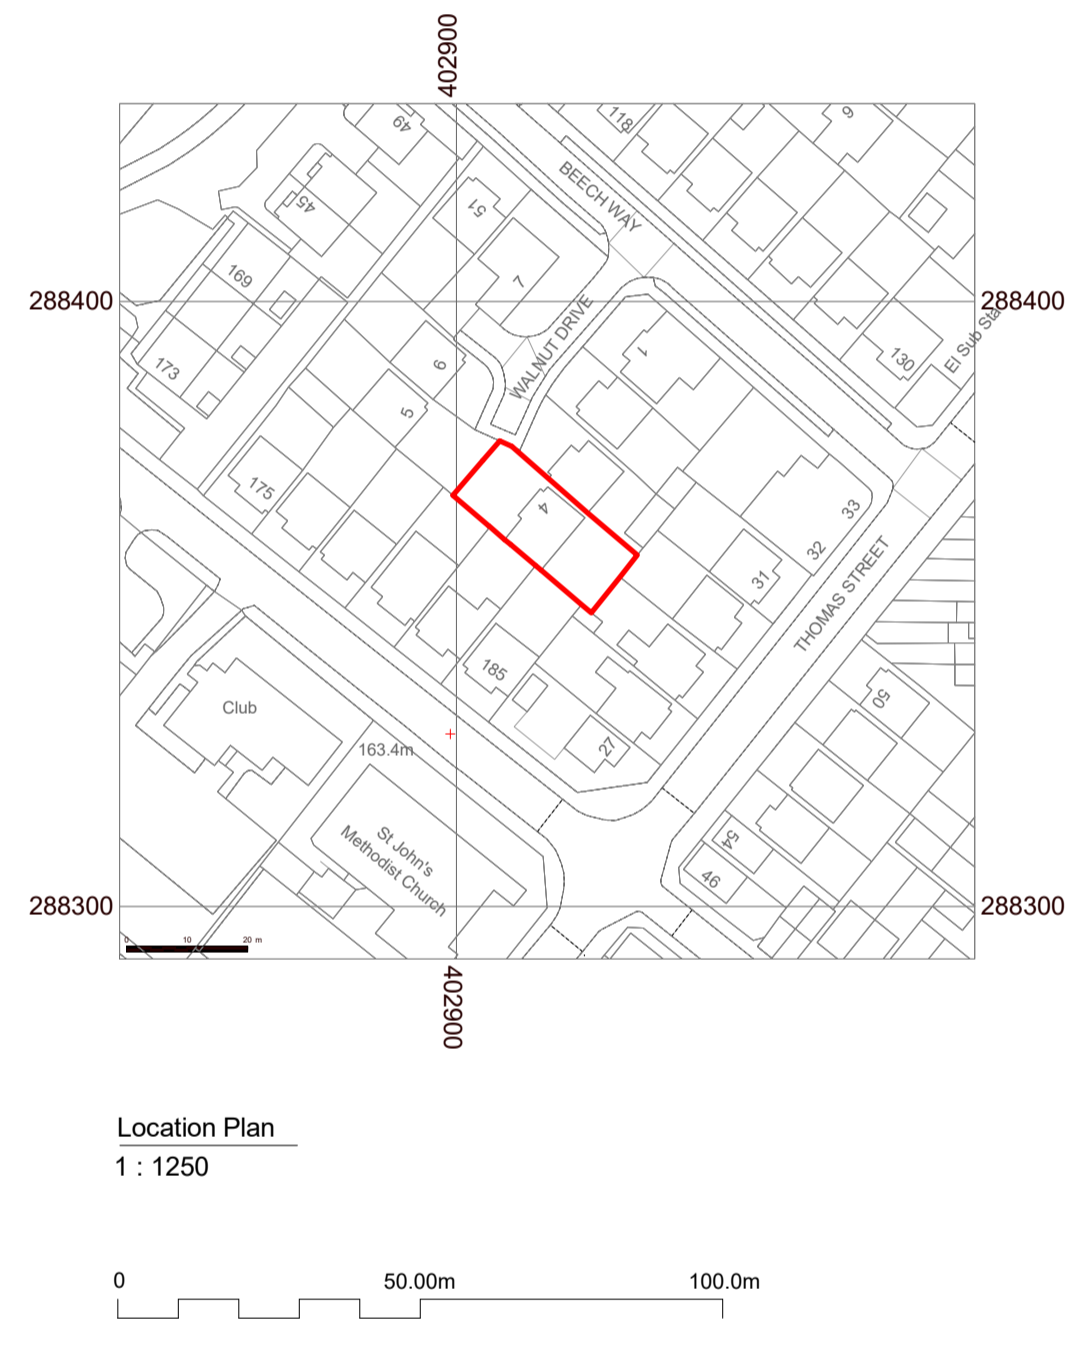 402900
49
118
9
BEECH WAY
45
51
169
7
288400
288400
WALNUT DRIVE
El Sub Sta
1
130
173
6
5
175
4
33
32
31
THOMAS STREET
185
50
Club
27
163.4m
St John's
Methodist Church
54
46
288300
288300
0 10 20 m
402900
Location Plan
1 : 1250
0 50.00m 100.0m